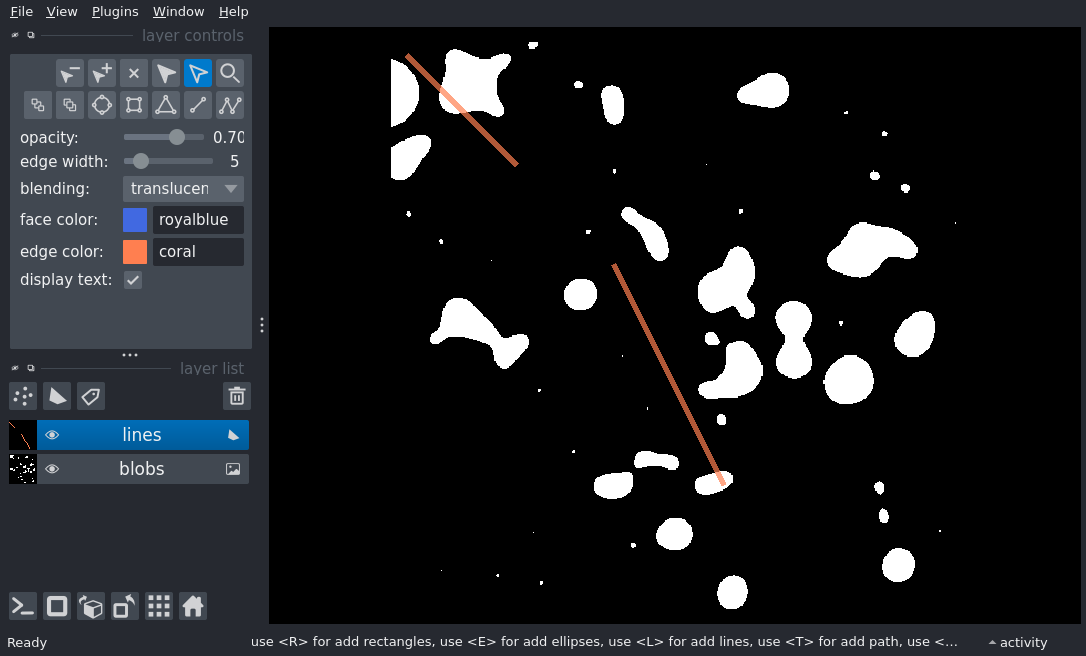 File View Plugins Window Help
layer controls
opacity: 0.70
edge width: 5
blending: translucen
face color: royalblue
edge color: coral
display text:
layer list
lines
blobs
Ready use <R> for add rectangles, use <E> for add ellipses, use <L> for add lines, use <T> for add path, use <... activity